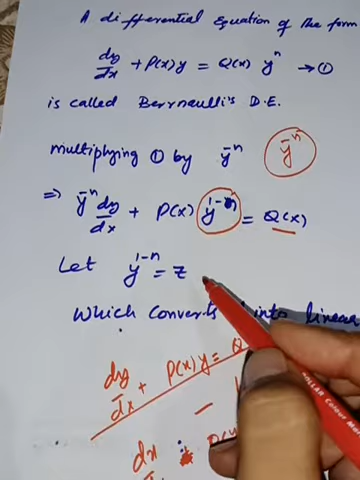 A differential Equation of the form
dy/dx + P(x)y = Q(x) yⁿ → ①
is called Bernaulli's D.E.
multiplying ① by y⁻ⁿ y⁻ⁿ
⇒ y⁻ⁿ dy/dx + P(x) y¹⁻ⁿ = Q(x)
Let y¹⁻ⁿ = z
Which converts into linear
dy/dx + P(x)y = Q
dx